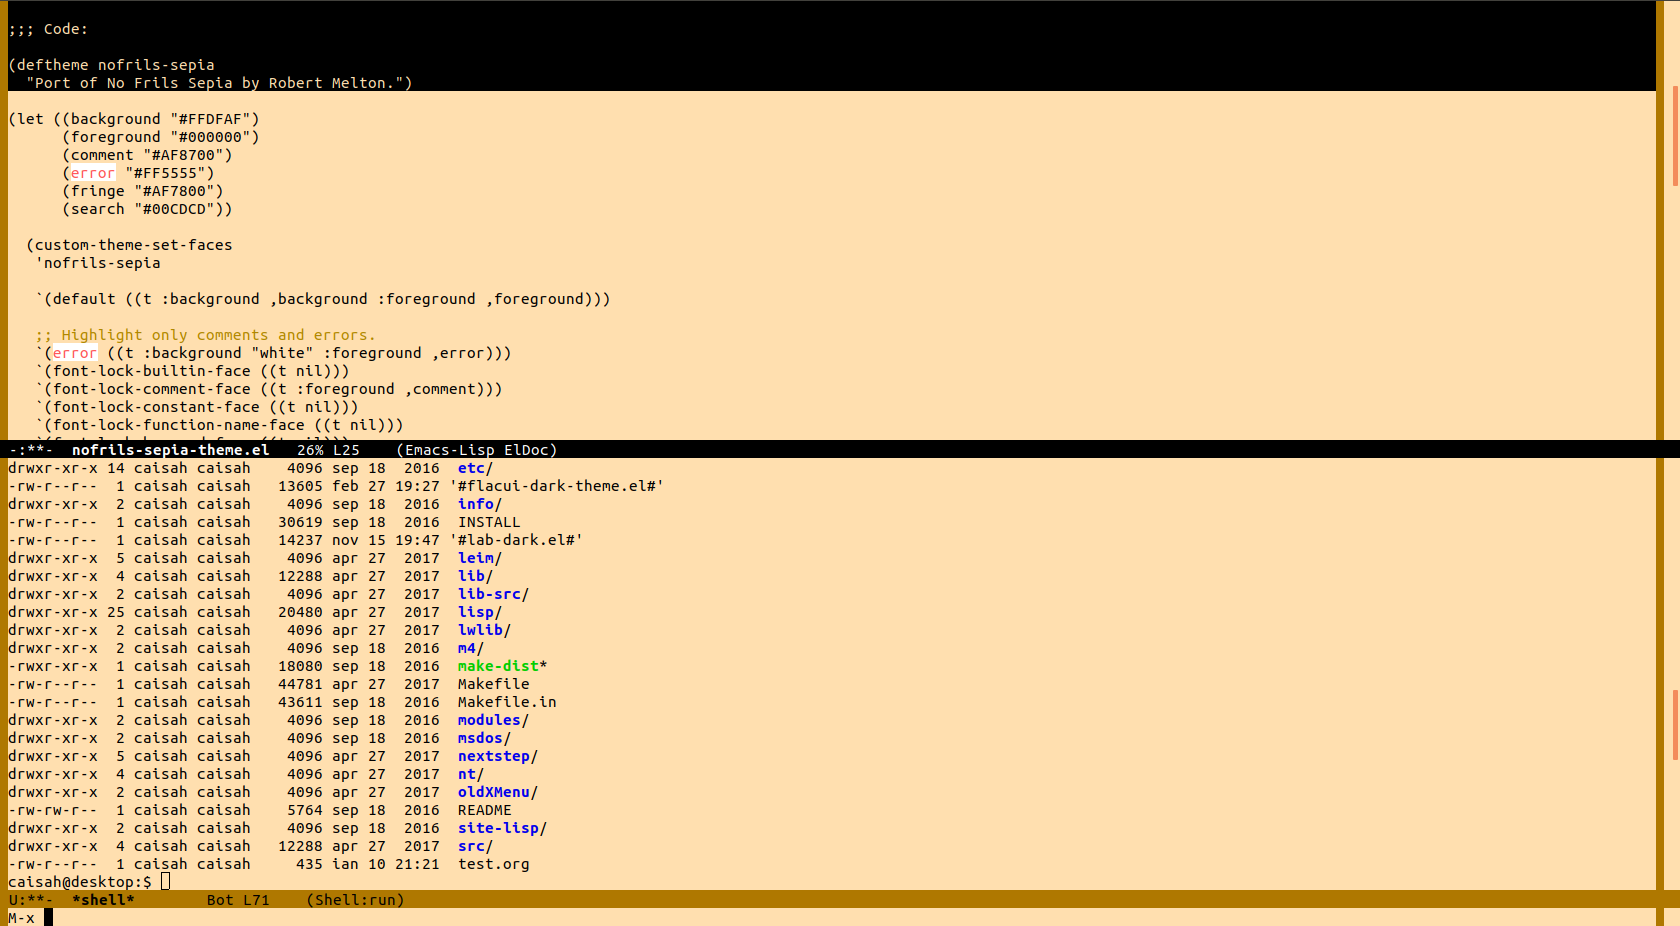 ;;; Code:
(deftheme nofrils-sepia
  "Port of No Frils Sepia by Robert Melton.")
(let ((background "#FFDFAF")
      (foreground "#000000")
      (comment "#AF8700")
      (error "#FF5555")
      (fringe "#AF7800")
      (search "#00CDCD"))
  (custom-theme-set-faces
   'nofrils-sepia
   `(default ((t :background ,background :foreground ,foreground)))
   ;; Highlight only comments and errors.
   `(error ((t :background "white" :foreground ,error)))
   `(font-lock-builtin-face ((t nil)))
   `(font-lock-comment-face ((t :foreground ,comment)))
   `(font-lock-constant-face ((t nil)))
   `(font-lock-function-name-face ((t nil)))
-:**-  nofrils-sepia-theme.el   26% L25    (Emacs-Lisp ElDoc)
drwxr-xr-x 14 caisah caisah    4096 sep 18  2016  etc/
-rw-r--r--  1 caisah caisah   13605 feb 27 19:27 '#flacui-dark-theme.el#'
drwxr-xr-x  2 caisah caisah    4096 sep 18  2016  info/
-rw-r--r--  1 caisah caisah   30619 sep 18  2016  INSTALL
-rw-r--r--  1 caisah caisah   14237 nov 15 19:47 '#lab-dark.el#'
drwxr-xr-x  5 caisah caisah    4096 apr 27  2017  leim/
drwxr-xr-x  4 caisah caisah   12288 apr 27  2017  lib/
drwxr-xr-x  2 caisah caisah    4096 apr 27  2017  lib-src/
drwxr-xr-x 25 caisah caisah   20480 apr 27  2017  lisp/
drwxr-xr-x  2 caisah caisah    4096 apr 27  2017  lwlib/
drwxr-xr-x  2 caisah caisah    4096 sep 18  2016  m4/
-rwxr-xr-x  1 caisah caisah   18080 sep 18  2016  make-dist*
-rw-r--r--  1 caisah caisah   44781 apr 27  2017  Makefile
-rw-r--r--  1 caisah caisah   43611 sep 18  2016  Makefile.in
drwxr-xr-x  2 caisah caisah    4096 sep 18  2016  modules/
drwxr-xr-x  2 caisah caisah    4096 sep 18  2016  msdos/
drwxr-xr-x  5 caisah caisah    4096 apr 27  2017  nextstep/
drwxr-xr-x  4 caisah caisah    4096 apr 27  2017  nt/
drwxr-xr-x  2 caisah caisah    4096 apr 27  2017  oldXMenu/
-rw-rw-r--  1 caisah caisah    5764 sep 18  2016  README
drwxr-xr-x  2 caisah caisah    4096 sep 18  2016  site-lisp/
drwxr-xr-x  4 caisah caisah   12288 apr 27  2017  src/
-rw-r--r--  1 caisah caisah     435 ian 10 21:21  test.org
caisah@desktop:$
U:**-  *shell*        Bot L71    (Shell:run)
M-x